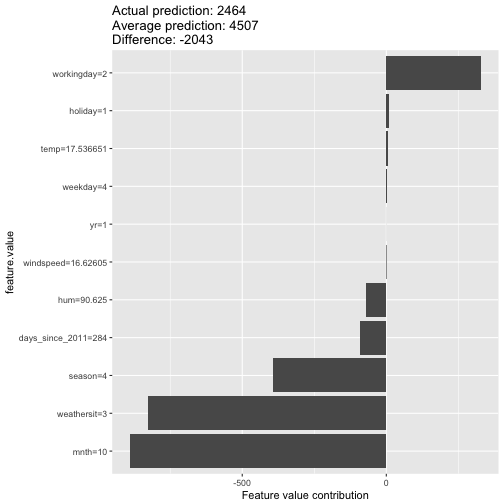 Actual prediction: 2464
Average prediction: 4507
Difference: -2043
feature.value
workingday=2
holiday=1
temp=17.536651
weekday=4
yr=1
windspeed=16.62605
hum=90.625
days_since_2011=284
season=4
weathersit=3
mnth=10
-500 0
Feature value contribution